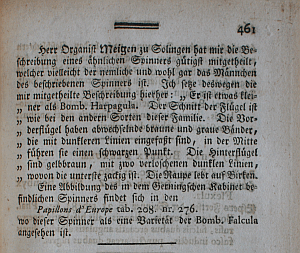 461
Herr Organist Meigen zu Solingen hat mir die Be-
schreibung eines ähnlichen Spinners gütigst mitgetheilt,
welcher vielleicht der nemliche und wohl gar das Männchen
des beschriebenen Spinners ist. Ich setze deswegen die
mir mitgetheilte Beschreibung hieher: „Er ist etwas klei-
„ ner als Bomb. Harpagula. Der Schnitt der Flügel ist
„ wie bei den andern Sorten dieser Familie. Die Vor-
„ derflügel haben abwechselnde braune und graue Bänder,
„ die mit dunkleren Linien eingefaßt sind, in der Mitte
„ führen sie einen schwarzen Punkt. Die Hinterflügel
„ sind gelbbraun, mit zwo verloschenen dunklen Linien,
„ wovon die unterste zackig ist. Die Raupe lebt auf Birken.
Eine Abbildung des in dem Gerningschen Kabinet be-
findlichen Spinners findet sich in den
Papillons d'Europe tab. 208. nr. 276.
wo dieser Spinner als eine Varietät der Bomb. Falcula
angesehen ist.